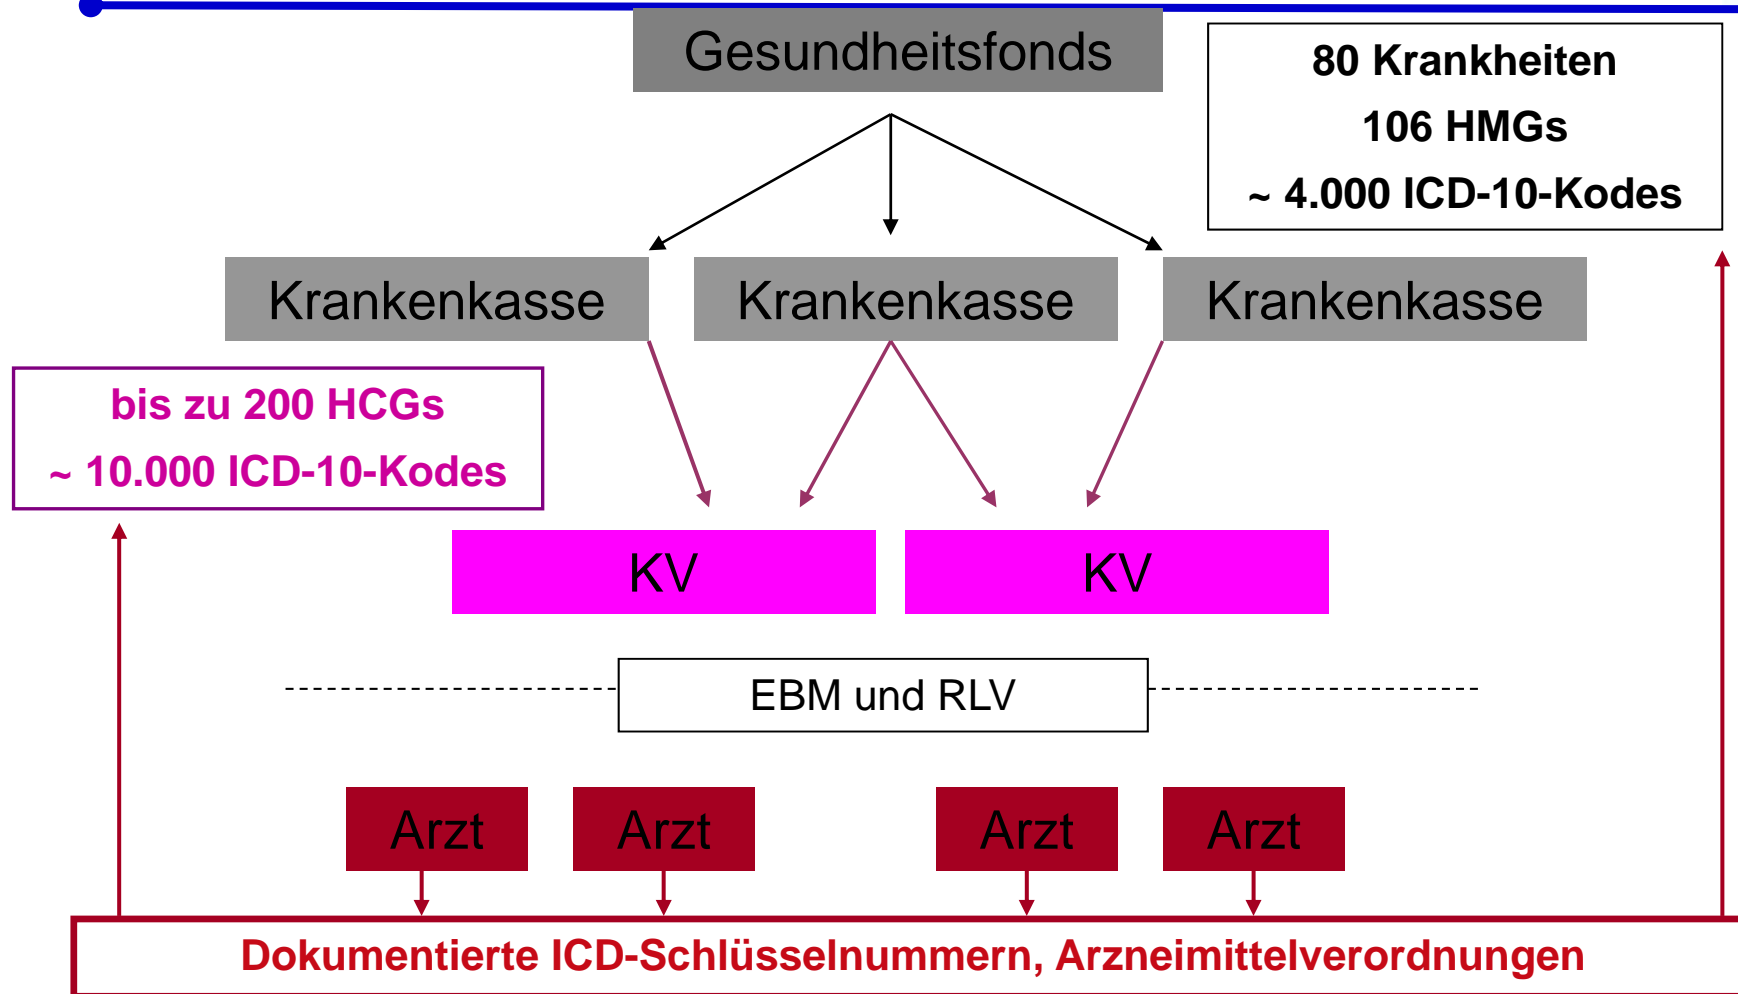 Gesundheitsfonds
80 Krankheiten
106 HMGs
~ 4.000 ICD-10-Kodes
Krankenkasse
Krankenkasse
Krankenkasse
bis zu 200 HCGs
~ 10.000 ICD-10-Kodes
KV
KV
EBM und RLV
Arzt
Arzt
Arzt
Arzt
Dokumentierte ICD-Schlüsselnummern, Arzneimittelverordnungen